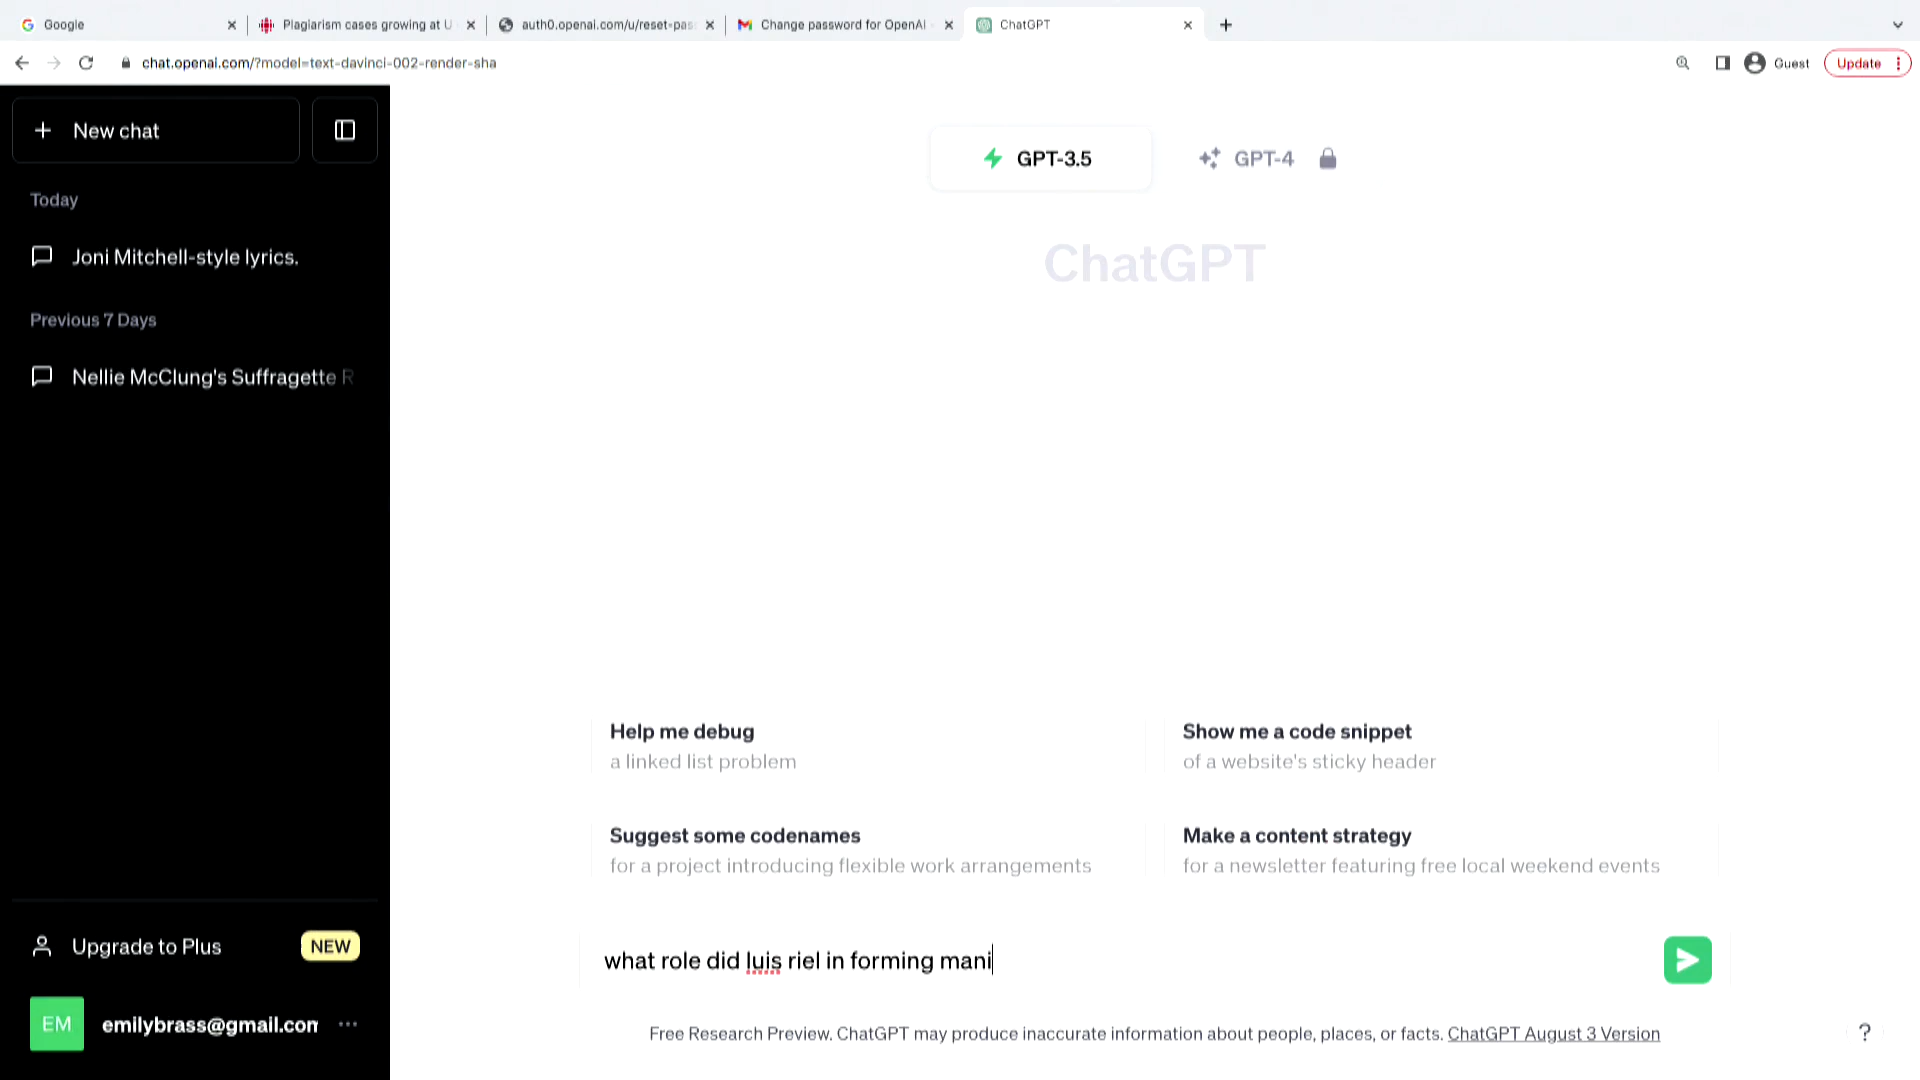 Google
Plagiarism cases growing at U
auth0.openai.com/u/reset-pas
Change password for OpenAI
ChatGPT
chat.openai.com/?model=text-davinci-002-render-sha
Guest
Update
New chat
Today
Joni Mitchell-style lyrics.
Previous 7 Days
Nellie McClung's Suffragette R
Upgrade to Plus
NEW
EM
emilybrass@gmail.com
GPT-3.5
GPT-4
ChatGPT
Help me debug
a linked list problem
Show me a code snippet
of a website's sticky header
Suggest some codenames
for a project introducing flexible work arrangements
Make a content strategy
for a newsletter featuring free local weekend events
what role did luis riel in forming mani
Free Research Preview. ChatGPT may produce inaccurate information about people, places, or facts. ChatGPT August 3 Version
?